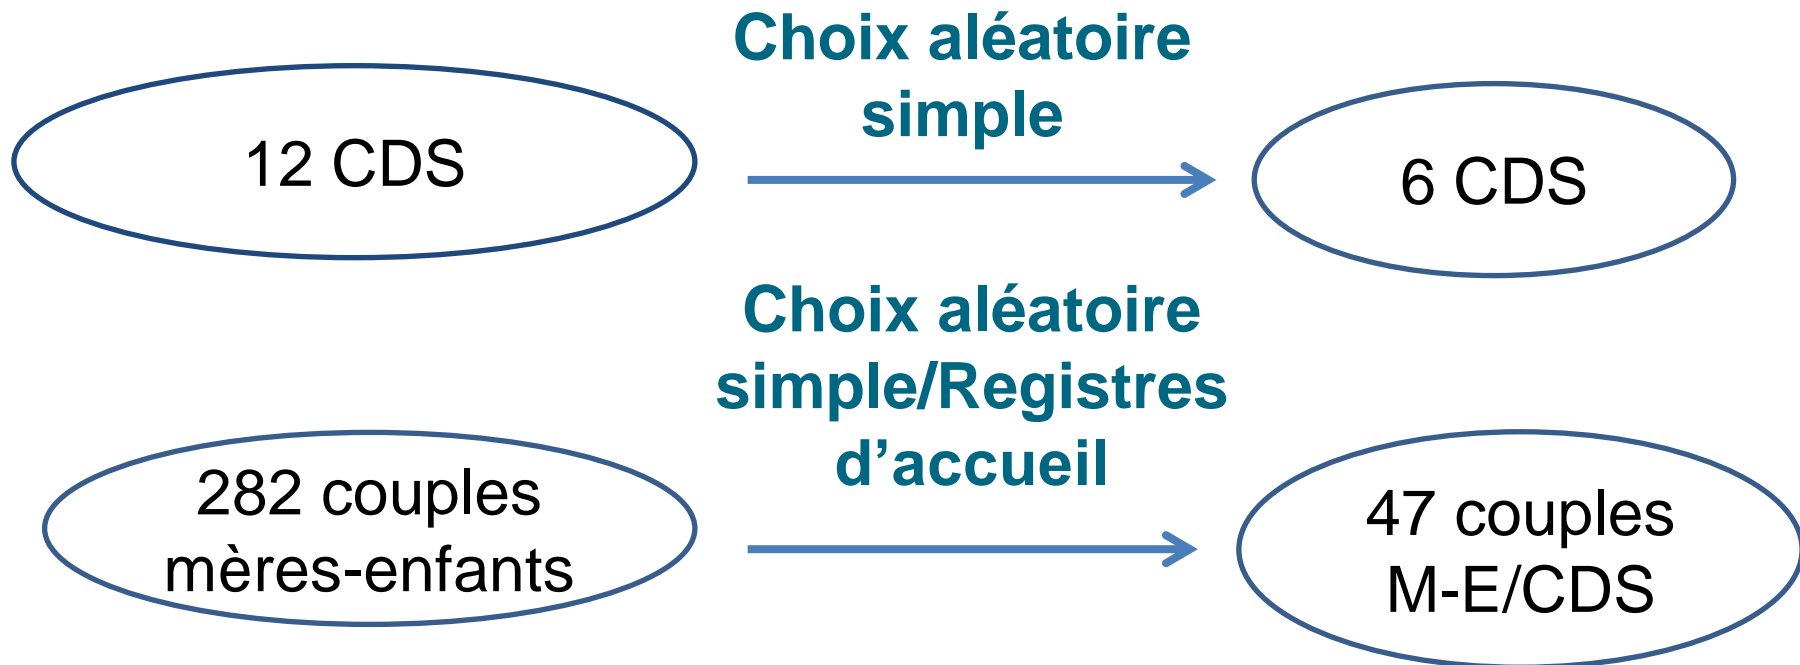 Choix aléatoire
simple
12 CDS
6 CDS
Choix aléatoire
simple/Registres
d’accueil
282 couples
mères-enfants
47 couples
M-E/CDS